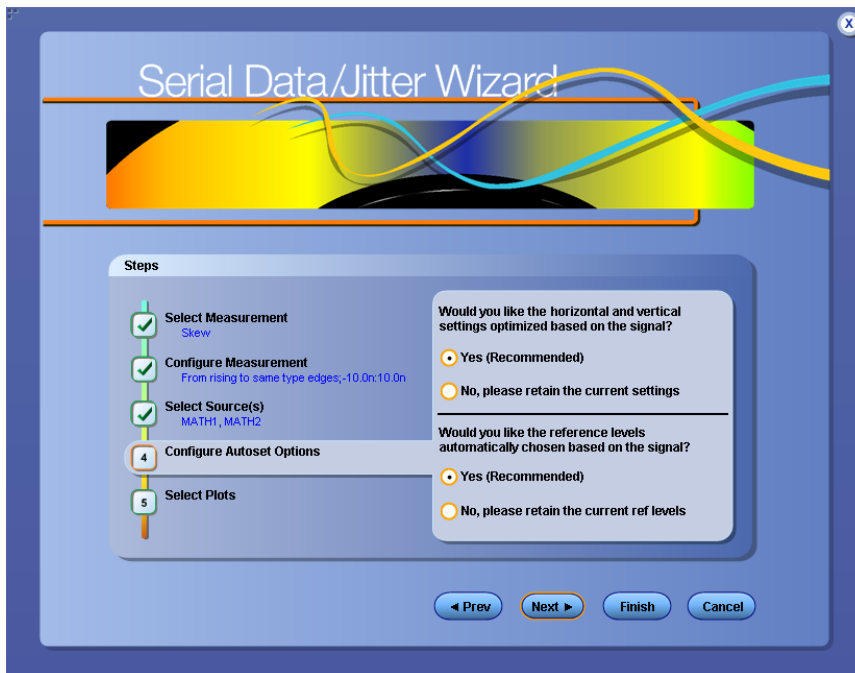 X
Serial Data/Jitter Wizard
Steps
Select Measurement
Skew
Configure Measurement
From rising to same type edges;-10.0n:10.0n
Select Source(s)
MATH1, MATH2
4
Configure Autoset Options
5
Select Plots
Would you like the horizontal and vertical
settings optimized based on the signal?
Yes (Recommended)
No, please retain the current settings
Would you like the reference levels
automatically chosen based on the signal?
Yes (Recommended)
No, please retain the current ref levels
◄ Prev
Next ►
Finish
Cancel